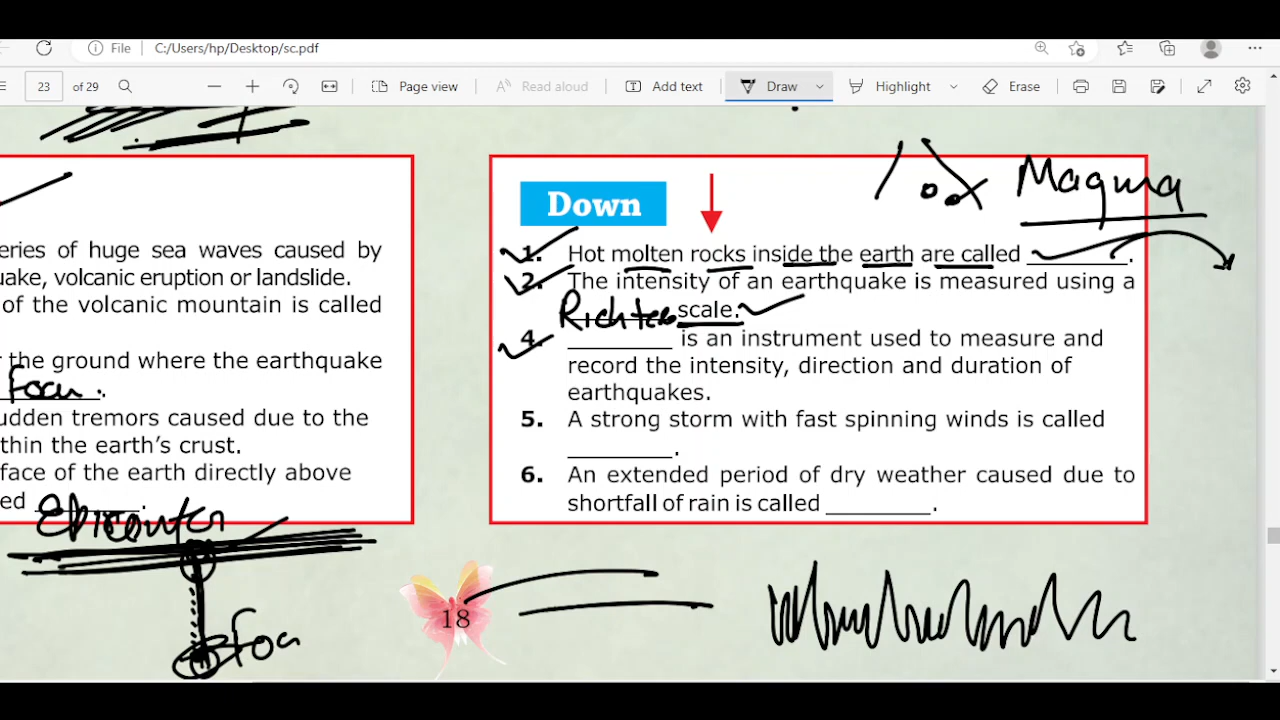 File C:/Users/hp/Desktop/sc.pdf
23 of 29 Page view Read aloud Add text Draw Highlight Erase
eries of huge sea waves caused by
uake, volcanic eruption or landslide.
of the volcanic mountain is called
r the ground where the earthquake
Focu.
udden tremors caused due to the
thin the earth's crust.
face of the earth directly above
ed ________.
Foc
Magma
Down
1. Hot molten rocks inside the earth are called ________.
2. The intensity of an earthquake is measured using a
Richter scale.
4. ________ is an instrument used to measure and
record the intensity, direction and duration of
earthquakes.
5. A strong storm with fast spinning winds is called
________.
6. An extended period of dry weather caused due to
shortfall of rain is called ________.
18